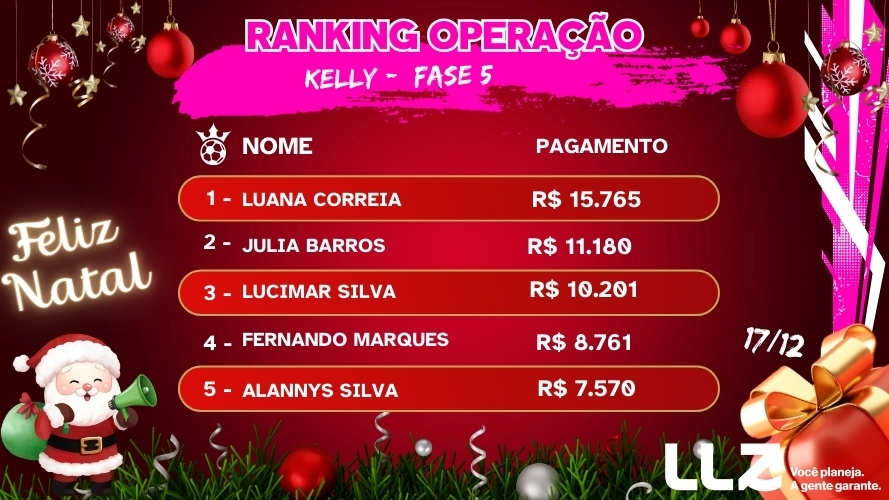 RANKING OPERAÇÃO
KELLY - FASE 5
NOME PAGAMENTO
1 - LUANA CORREIA R$ 15.765
2 - JULIA BARROS R$ 11.180
3 - LUCIMAR SILVA R$ 10.201
4 - FERNANDO MARQUES R$ 8.761
5 - ALANNYS SILVA R$ 7.570
Feliz
Natal
17/12
LLZ
Você planeja.
A gente garante.